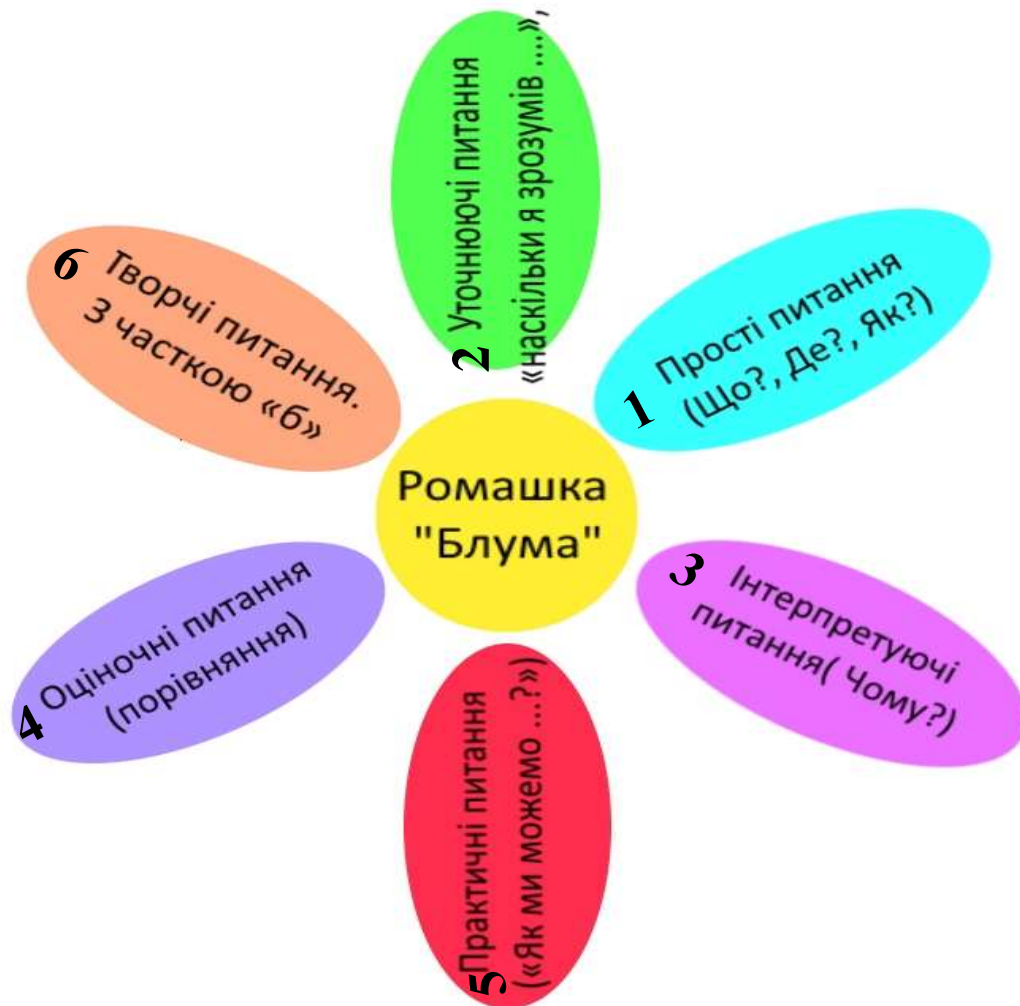 Ромашка
"Блума"
1 Прості питання
(Що?, Де?, Як?)
2 Уточнюючі питання
«наскільки я зрозумів ....»,
3 Інтерпретуючі
питання( Чому?)
4 Оціночні питання
(порівняння)
5 Практичні питання
(«Як ми можемо ...?»)
6 Творчі питання.
З часткою «б»